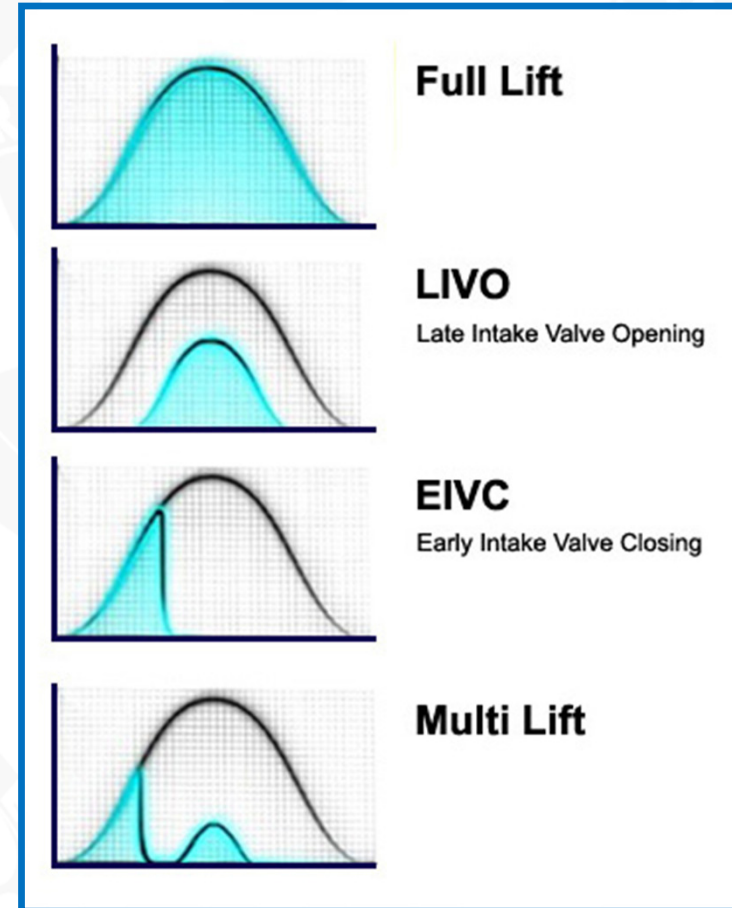 Full Lift
LIVO
Late Intake Valve Opening
EIVC
Early Intake Valve Closing
Multi Lift